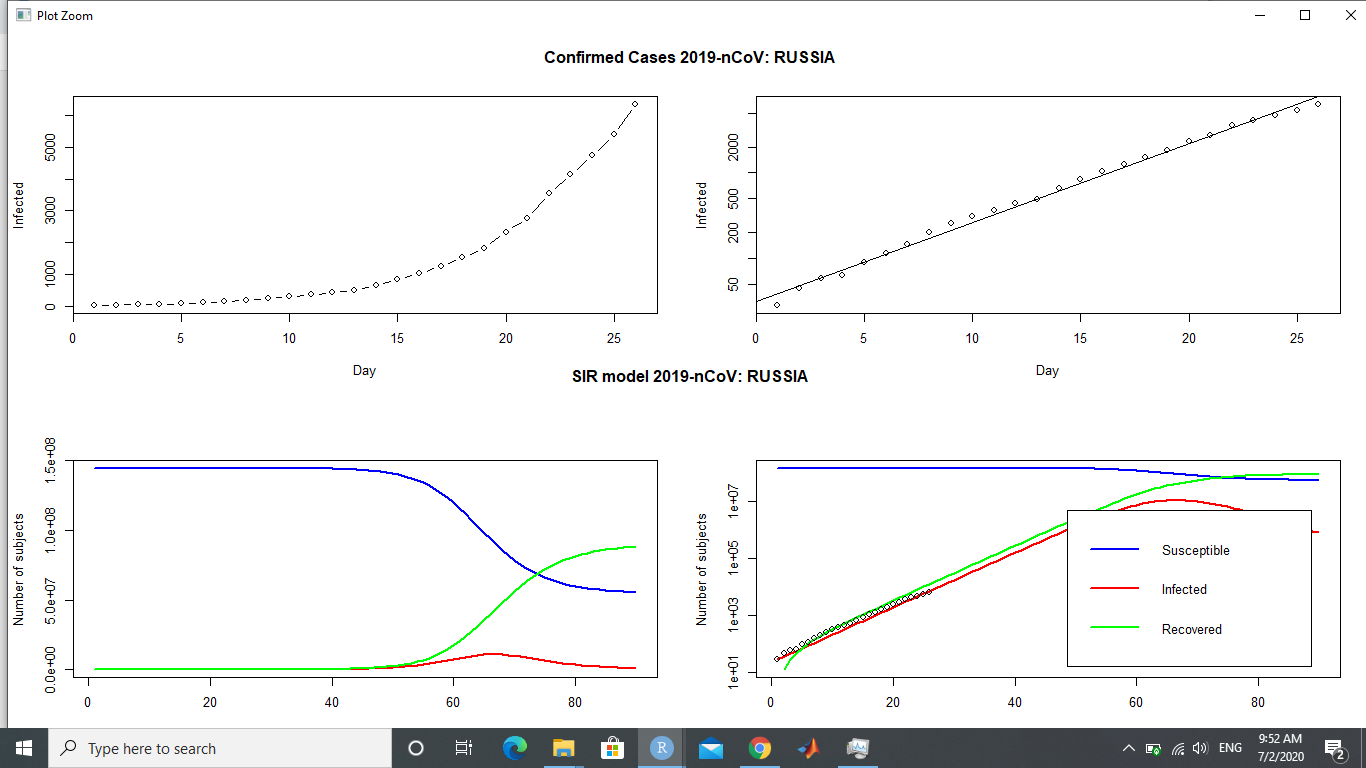 Plot Zoom
Confirmed Cases 2019-nCoV: RUSSIA
Infected
5000
3000
1000
0
0 5 10 15 20 25
Day
Infected
2000
500
200
50
0 5 10 15 20 25
Day
SIR model 2019-nCoV: RUSSIA
Number of subjects
1.5e+08
1.0e+08
5.0e+07
0.0e+00
0 20 40 60 80
Number of subjects
1e+07
1e+05
1e+03
1e+01
0 20 40 60 80
Susceptible
Infected
Recovered
Type here to search
R
ENG
9:52 AM
7/2/2020
2